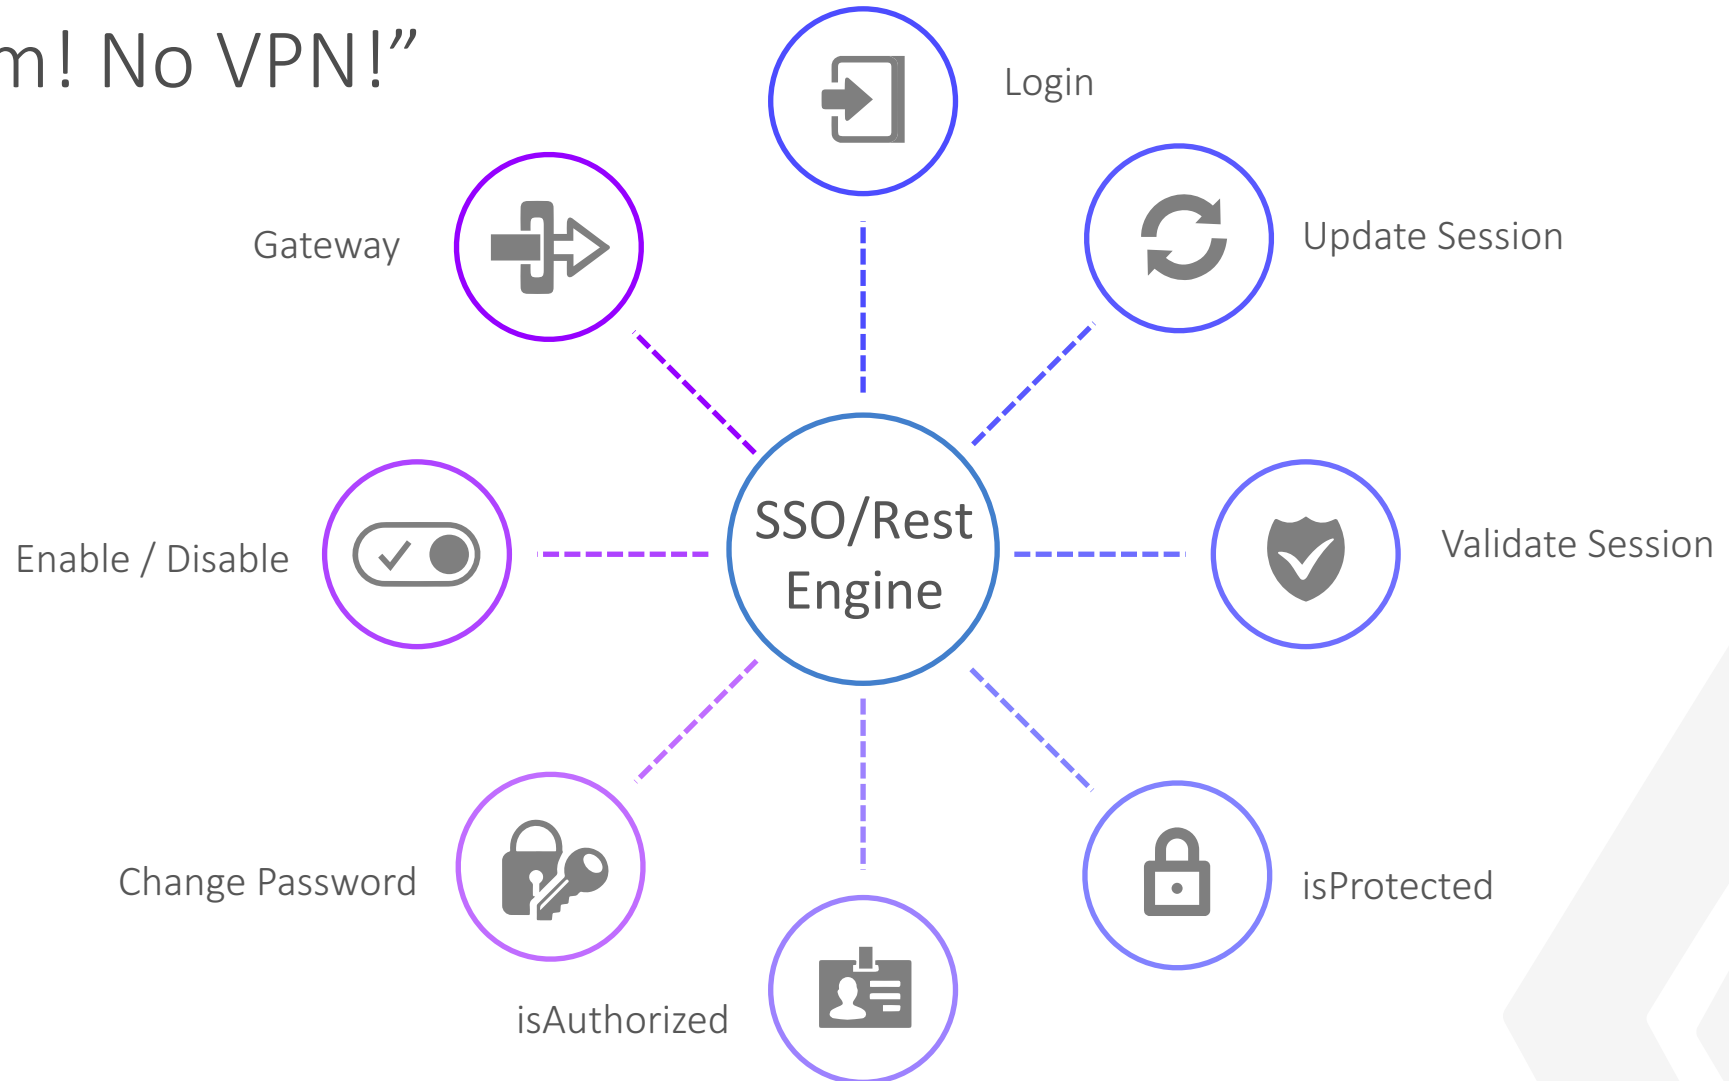 m! No VPN!”
Login
Gateway
Update Session
SSO/Rest
Engine
Enable / Disable
Validate Session
Change Password
isProtected
isAuthorized